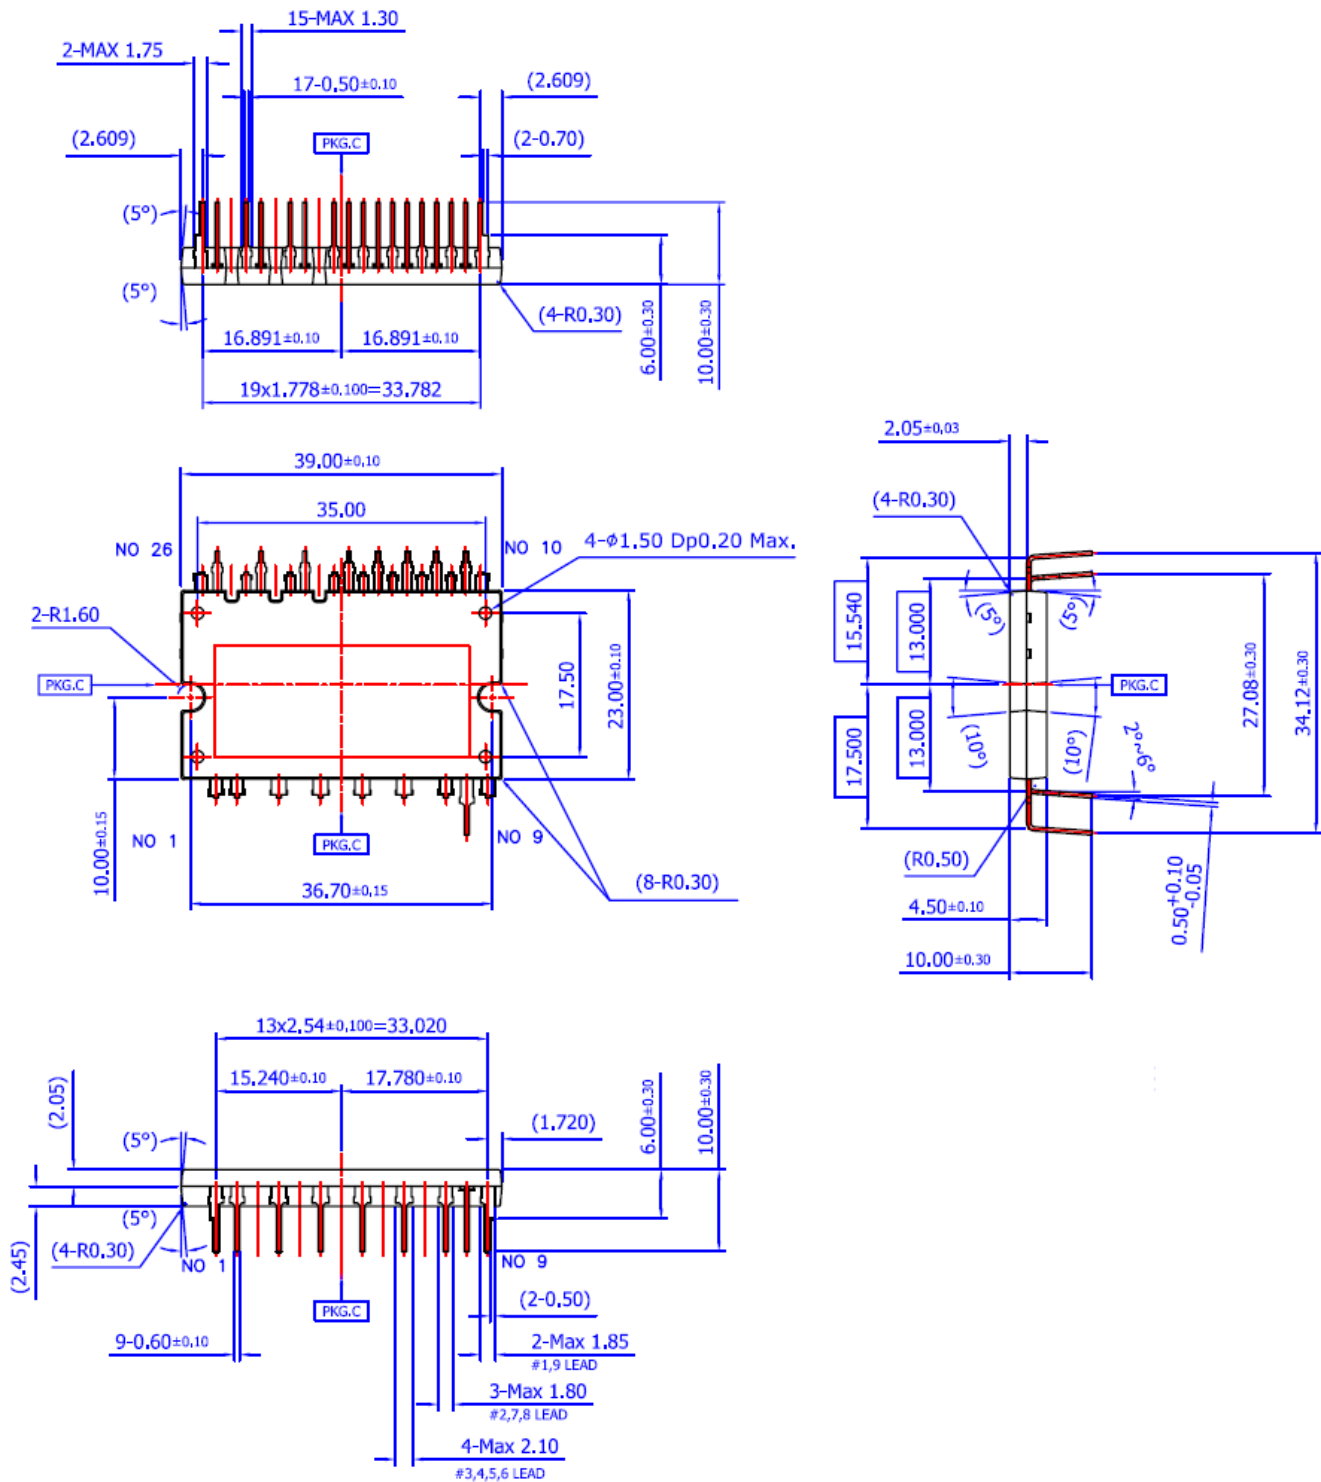 15-MAX 1.30
2-MAX 1.75
17-0.50±0.10
(2.609)
(2.609)
PKG.C
(2-0.70)
(5°)
(5°)
(4-R0.30)
16.891±0.10
16.891±0.10
19x1.778±0.100=33.782
6.00±0.30
10.00±0.30
39.00±0.10
35.00
NO 26
NO 10
4-ø1.50 Dp0.20 Max.
2-R1.60
PKG.C
17.50
23.00±0.10
10.00±0.15
NO 1
PKG.C
NO 9
36.70±0.15
(8-R0.30)
2.05±0.03
(4-R0.30)
15.540
13.000
(5°)
(5°)
PKG.C
17.500
13.000
(10°)
(10°)
2°~6°
27.08±0.30
34.12±0.30
(R0.50)
4.50±0.10
10.00±0.30
0.50+0.10
-0.05
13x2.54±0.100=33.020
15.240±0.10
17.780±0.10
(2.05)
(5°)
(1.720)
6.00±0.30
10.00±0.30
(5°)
(2.45)
(4-R0.30)
NO 1
NO 9
PKG.C
(2-0.50)
9-0.60±0.10
2-Max 1.85
#1,9 LEAD
3-Max 1.80
#2,7,8 LEAD
4-Max 2.10
#3,4,5,6 LEAD